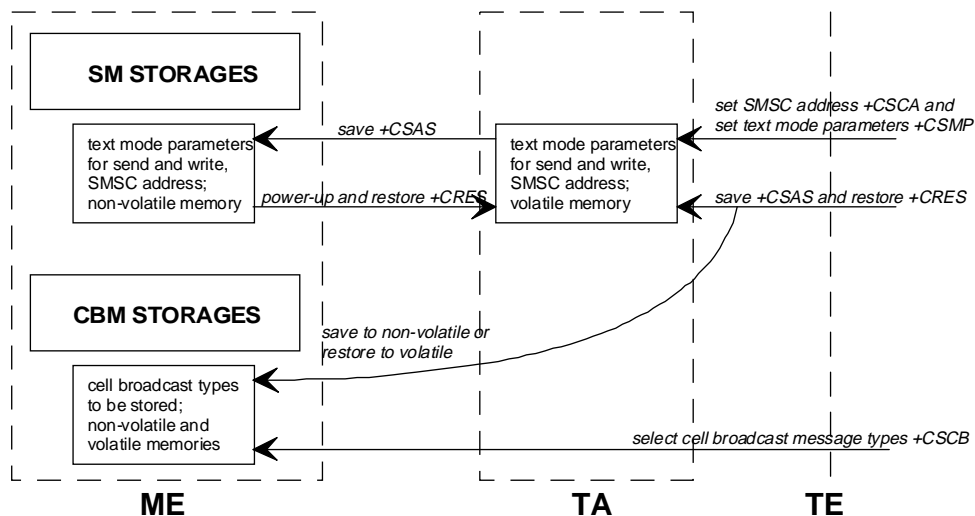 SM STORAGES
set SMSC address +CSCA and
set text mode parameters +CSMP
save +CSAS
text mode parameters
for send and write,
SMSC address;
non-volatile memory
text mode parameters
for send and write,
SMSC address;
volatile memory
power-up and restore +CRES
save +CSAS and restore +CRES
CBM STORAGES
save to non-volatile or
restore to volatile
cell broadcast types
to be stored;
non-volatile and
volatile memories
select cell broadcast message types +CSCB
ME
TA
TE